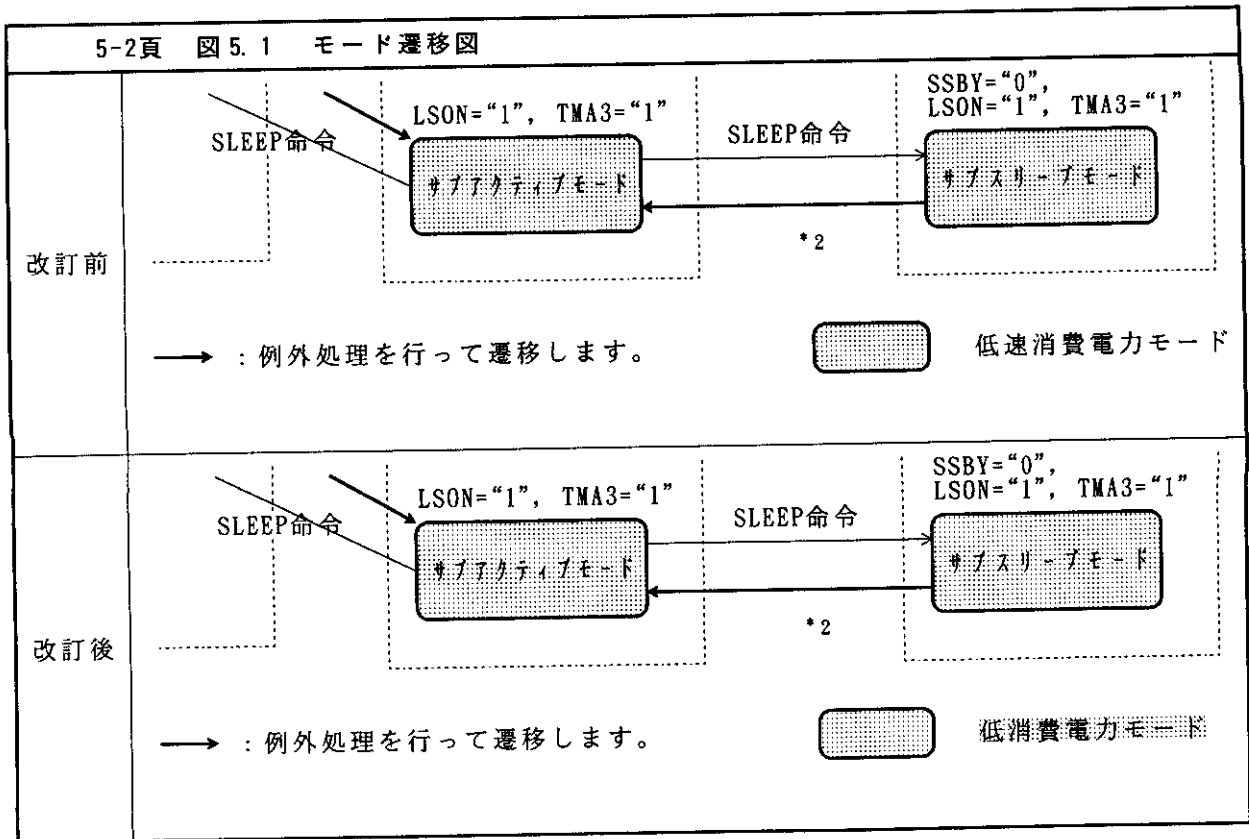 5-2頁 図5.1 モード遷移図
改訂前
SLEEP命令
LSON=“1”, TMA3=“1”
サブアクティブモード
SLEEP命令
SSBY=“0”,
LSON=“1”, TMA3=“1”
サブスリープモード
*2
→ :例外処理を行って遷移します。
低速消費電力モード
改訂後
SLEEP命令
LSON=“1”, TMA3=“1”
サブアクティブモード
SLEEP命令
SSBY=“0”,
LSON=“1”, TMA3=“1”
サブスリープモード
*2
→ :例外処理を行って遷移します。
低消費電力モード